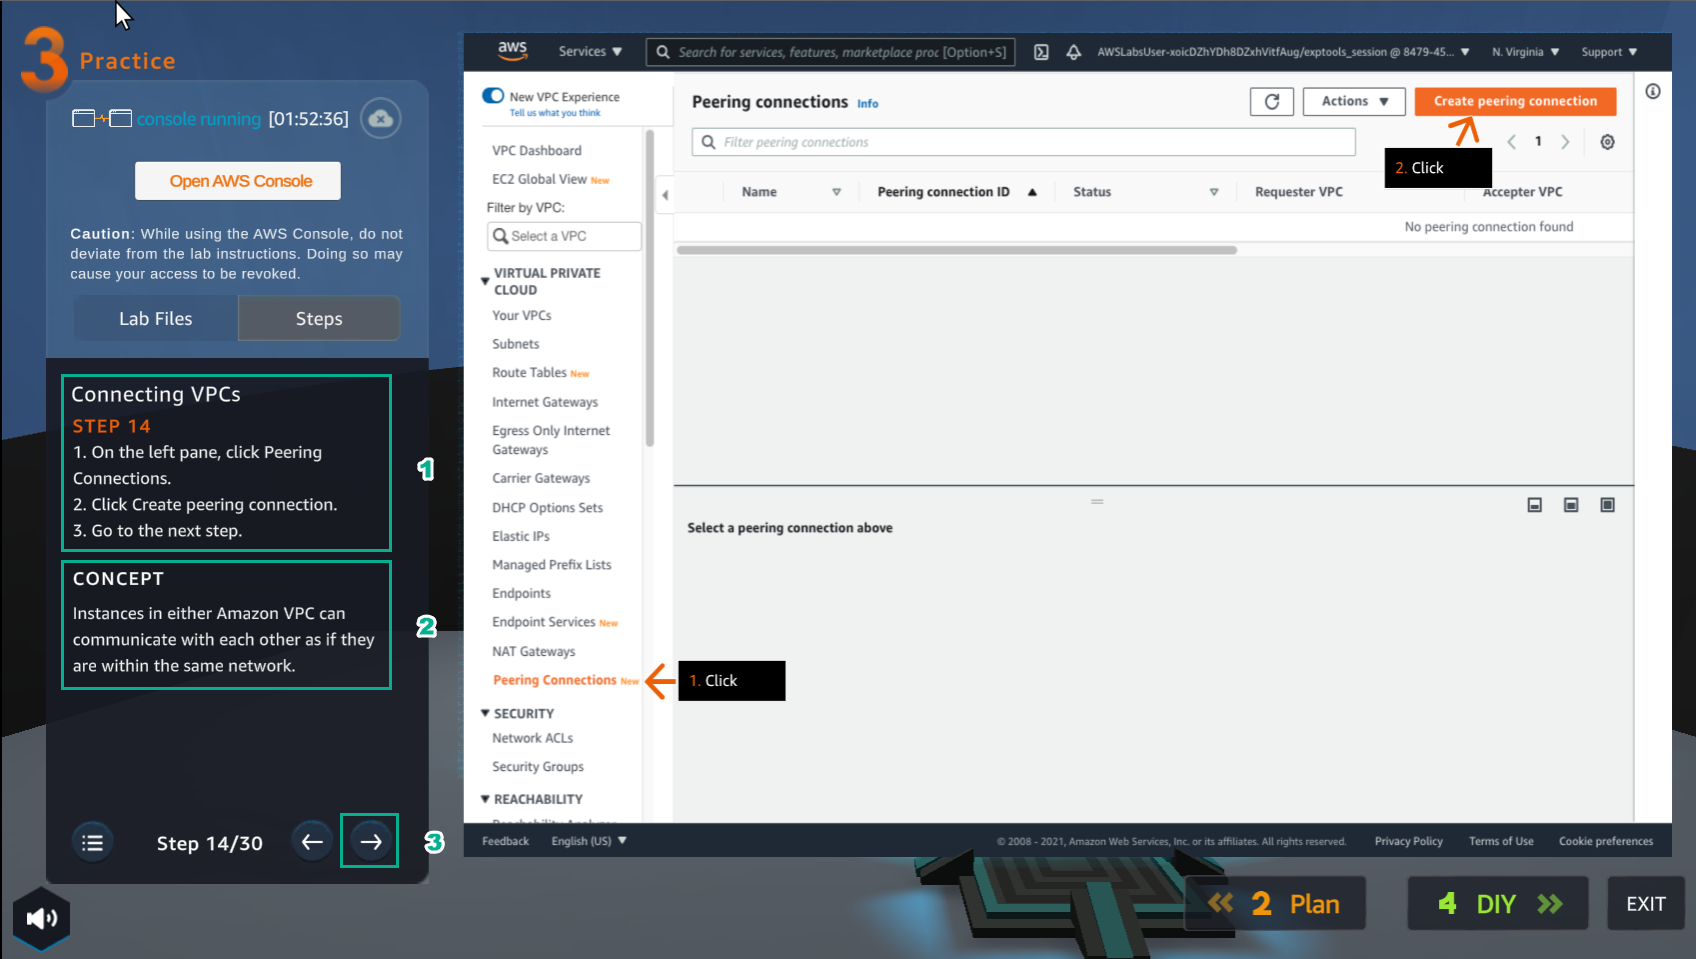 3 Practice
console running [01:52:36]
Open AWS Console
Caution: While using the AWS Console, do not
deviate from the lab instructions. Doing so may
cause your access to be revoked.
Lab Files
Steps
Connecting VPCs
STEP 14
1. On the left pane, click Peering
Connections.
2. Click Create peering connection.
3. Go to the next step.
1
CONCEPT
Instances in either Amazon VPC can
communicate with each other as if they
are within the same network.
2
Step 14/30
3
aws
Services
Search for services, features, marketplace proc [Option+S]
AWSLabsUser-xoicDZhYDh8DZxhVitfAug/exptools_session @ 8479-45...
N. Virginia
Support
New VPC Experience
Tell us what you think
VPC Dashboard
EC2 Global View New
Filter by VPC:
Select a VPC
VIRTUAL PRIVATE
CLOUD
Your VPCs
Subnets
Route Tables New
Internet Gateways
Egress Only Internet
Gateways
Carrier Gateways
DHCP Options Sets
Elastic IPs
Managed Prefix Lists
Endpoints
Endpoint Services New
NAT Gateways
Peering Connections New
1. Click
SECURITY
Network ACLs
Security Groups
REACHABILITY
Peering connections Info
Actions
Create peering connection
Filter peering connections
1
2. Click
Name
Peering connection ID
Status
Requester VPC
Accepter VPC
No peering connection found
Select a peering connection above
Feedback
English (US)
© 2008 - 2021, Amazon Web Services, Inc. or its affiliates. All rights reserved.
Privacy Policy
Terms of Use
Cookie preferences
2 Plan
4 DIY
EXIT